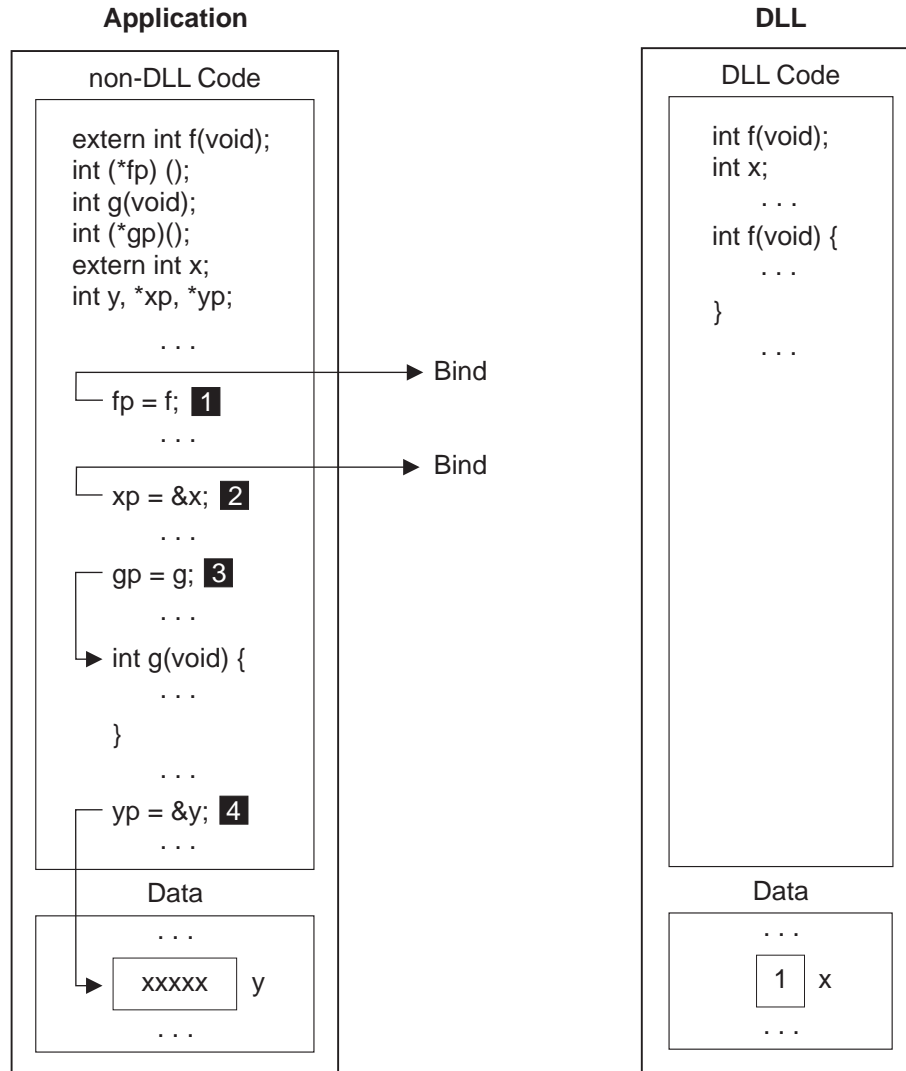 Application
non-DLL Code
extern int f(void);
int (*fp) ();
int g(void);
int (*gp)();
extern int x;
int y, *xp, *yp;
. . .
Bind
fp = f; 1
. . .
Bind
xp = &x; 2
. . .
gp = g; 3
. . .
int g(void) {
. . .
}
. . .
yp = &y; 4
. . .
Data
. . .
xxxxx y
. . .
DLL
DLL Code
int f(void);
int x;
. . .
int f(void) {
. . .
}
. . .
Data
. . .
1 x
. . .